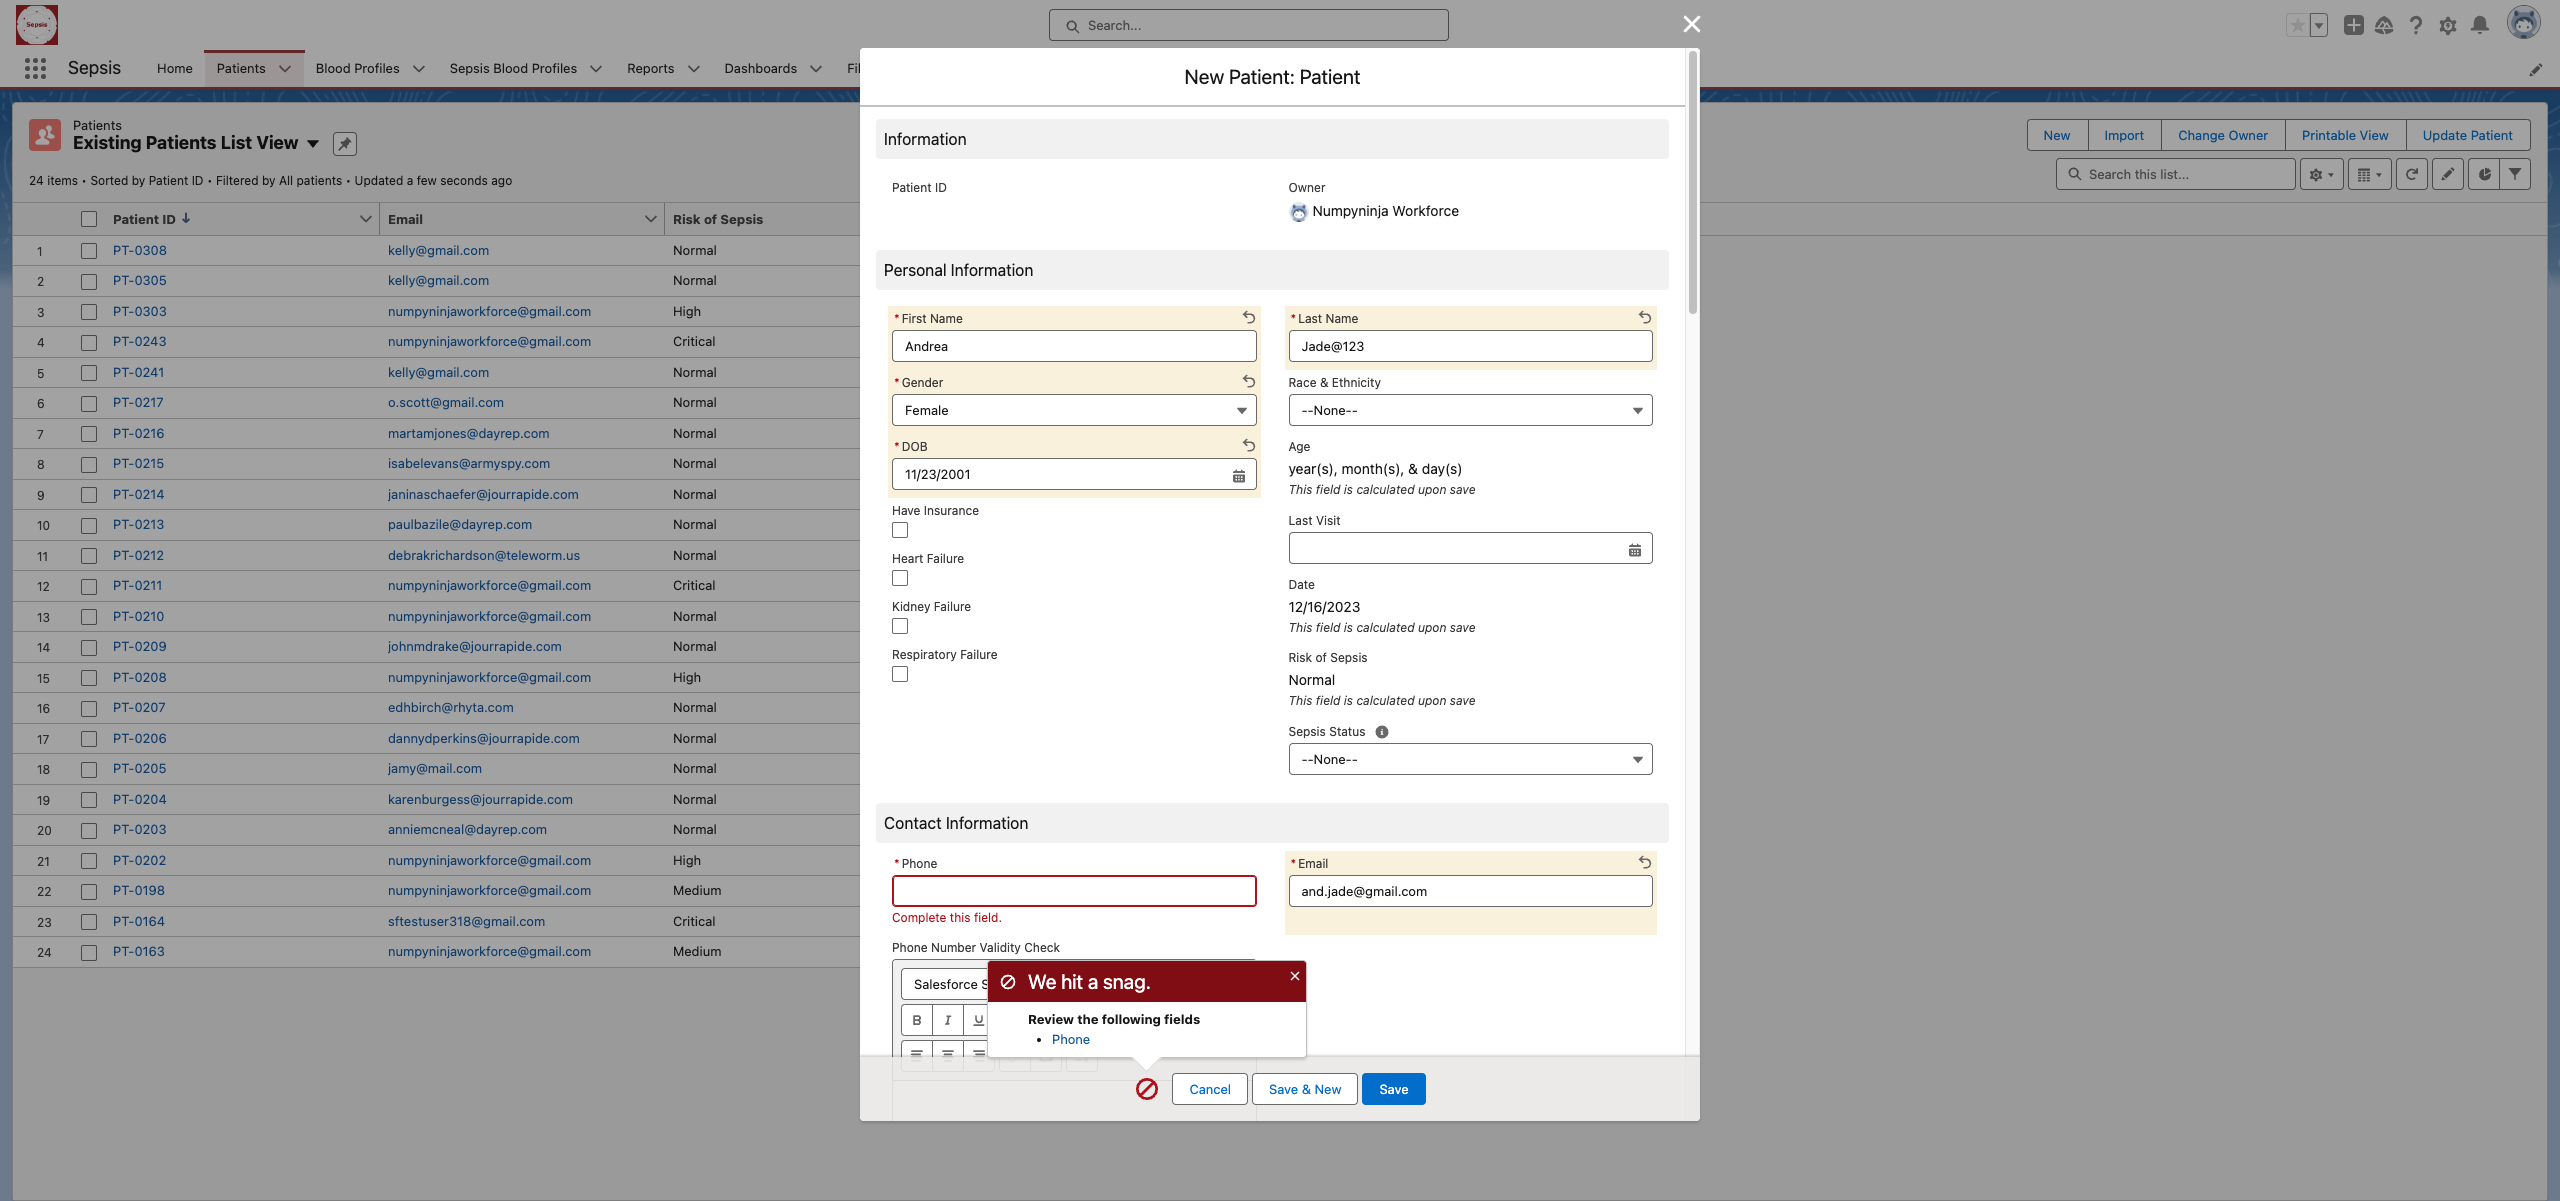 Sepsis
Search...
Sepsis Home Patients Blood Profiles Sepsis Blood Profiles Reports Dashboards
Patients
Existing Patients List View
New Import Change Owner Printable View Update Patient
24 items • Sorted by Patient ID • Filtered by All patients • Updated a few seconds ago
Search this list...
Patient ID Email Risk of Sepsis
1 PT-0308 kelly@gmail.com Normal
2 PT-0305 kelly@gmail.com Normal
3 PT-0303 numpyninjaworkforce@gmail.com High
4 PT-0243 numpyninjaworkforce@gmail.com Critical
5 PT-0241 kelly@gmail.com Normal
6 PT-0217 o.scott@gmail.com Normal
7 PT-0216 martamjones@dayrep.com Normal
8 PT-0215 isabelevans@armyspy.com Normal
9 PT-0214 janinaschaefer@jourrapide.com Normal
10 PT-0213 paulbazile@dayrep.com Normal
11 PT-0212 debrakrichardson@teleworm.us Normal
12 PT-0211 numpyninjaworkforce@gmail.com Critical
13 PT-0210 numpyninjaworkforce@gmail.com Normal
14 PT-0209 johnmdrake@jourrapide.com Normal
15 PT-0208 numpyninjaworkforce@gmail.com High
16 PT-0207 edhbirch@rhyta.com Normal
17 PT-0206 dannydperkins@jourrapide.com Normal
18 PT-0205 jamy@mail.com Normal
19 PT-0204 karenburgess@jourrapide.com Normal
20 PT-0203 anniemcneal@dayrep.com Normal
21 PT-0202 numpyninjaworkforce@gmail.com High
22 PT-0198 numpyninjaworkforce@gmail.com Medium
23 PT-0164 sftestuser318@gmail.com Critical
24 PT-0163 numpyninjaworkforce@gmail.com Medium
New Patient: Patient
Information
Patient ID
Owner
Numpyninja Workforce
Personal Information
* First Name
Andrea
* Last Name
Jade@123
* Gender
Female
Race & Ethnicity
--None--
* DOB
11/23/2001
Age
year(s), month(s), & day(s)
This field is calculated upon save
Have Insurance
Last Visit
Heart Failure
Date
12/16/2023
This field is calculated upon save
Kidney Failure
Respiratory Failure
Risk of Sepsis
Normal
This field is calculated upon save
Sepsis Status
--None--
Contact Information
* Phone
Complete this field.
* Email
and.jade@gmail.com
Phone Number Validity Check
Salesforce S
B I U
We hit a snag.
Review the following fields
• Phone
Cancel Save & New Save